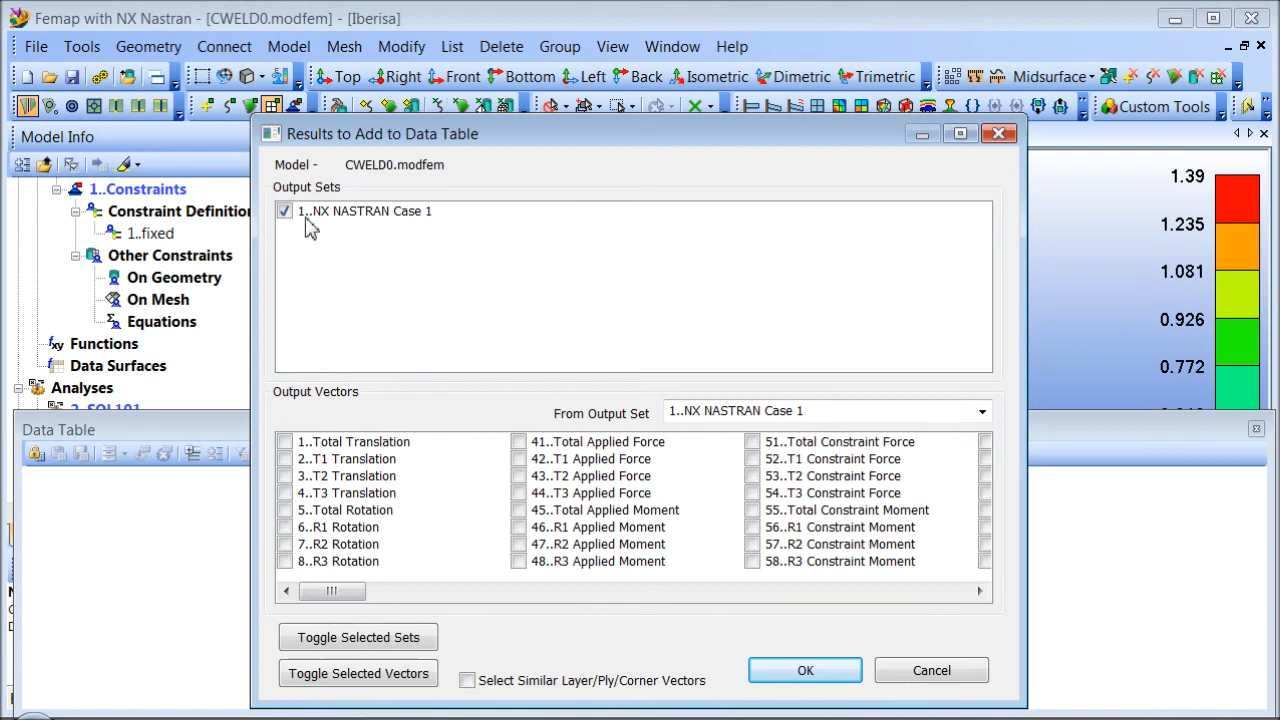 Femap with NX Nastran - [CWELD0.modfem] - [Iberisa]
File Tools Geometry Connect Model Mesh Modify List Delete Group View Window Help
Top Right Front Bottom Left Back Isometric Dimetric Trimetric Midsurface
Custom Tools
Model Info
Results to Add to Data Table
Model - CWELD0.modfem
Output Sets
1..NX NASTRAN Case 1
1..Constraints
Constraint Definition
1..fixed
Other Constraints
On Geometry
On Mesh
Equations
Functions
Data Surfaces
Analyses
1.39
1.235
1.081
0.926
0.772
Output Vectors
From Output Set 1..NX NASTRAN Case 1
1..Total Translation 41..Total Applied Force 51..Total Constraint Force
2..T1 Translation 42..T1 Applied Force 52..T1 Constraint Force
3..T2 Translation 43..T2 Applied Force 53..T2 Constraint Force
4..T3 Translation 44..T3 Applied Force 54..T3 Constraint Force
5..Total Rotation 45..Total Applied Moment 55..Total Constraint Moment
6..R1 Rotation 46..R1 Applied Moment 56..R1 Constraint Moment
7..R2 Rotation 47..R2 Applied Moment 57..R2 Constraint Moment
8..R3 Rotation 48..R3 Applied Moment 58..R3 Constraint Moment
Data Table
Toggle Selected Sets
Toggle Selected Vectors
Select Similar Layer/Ply/Corner Vectors
OK Cancel